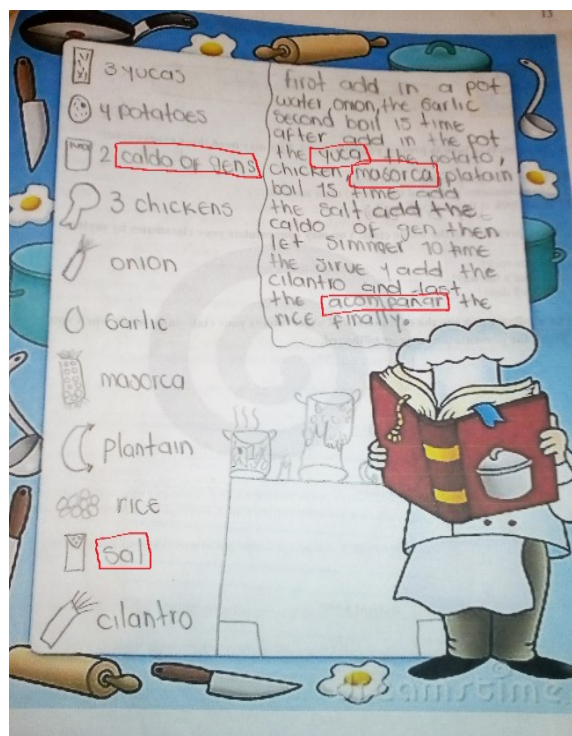 13
3 yucas
4 potatoes
2 caldo of gens
3 chickens
onion
Garlic
masorca
plantain
rice
sal
cilantro
first add in a pot
water, onion, the Garlic
second boil 15 time
after add in the pot
the yuca the potato,
chicken, masorca, platain
boil 15 time add
the salt add the
caldo of gen then
let simmer 10 time
the sirve y add the
cilantro and last
the acompañar the
rice finally.
dreamstime